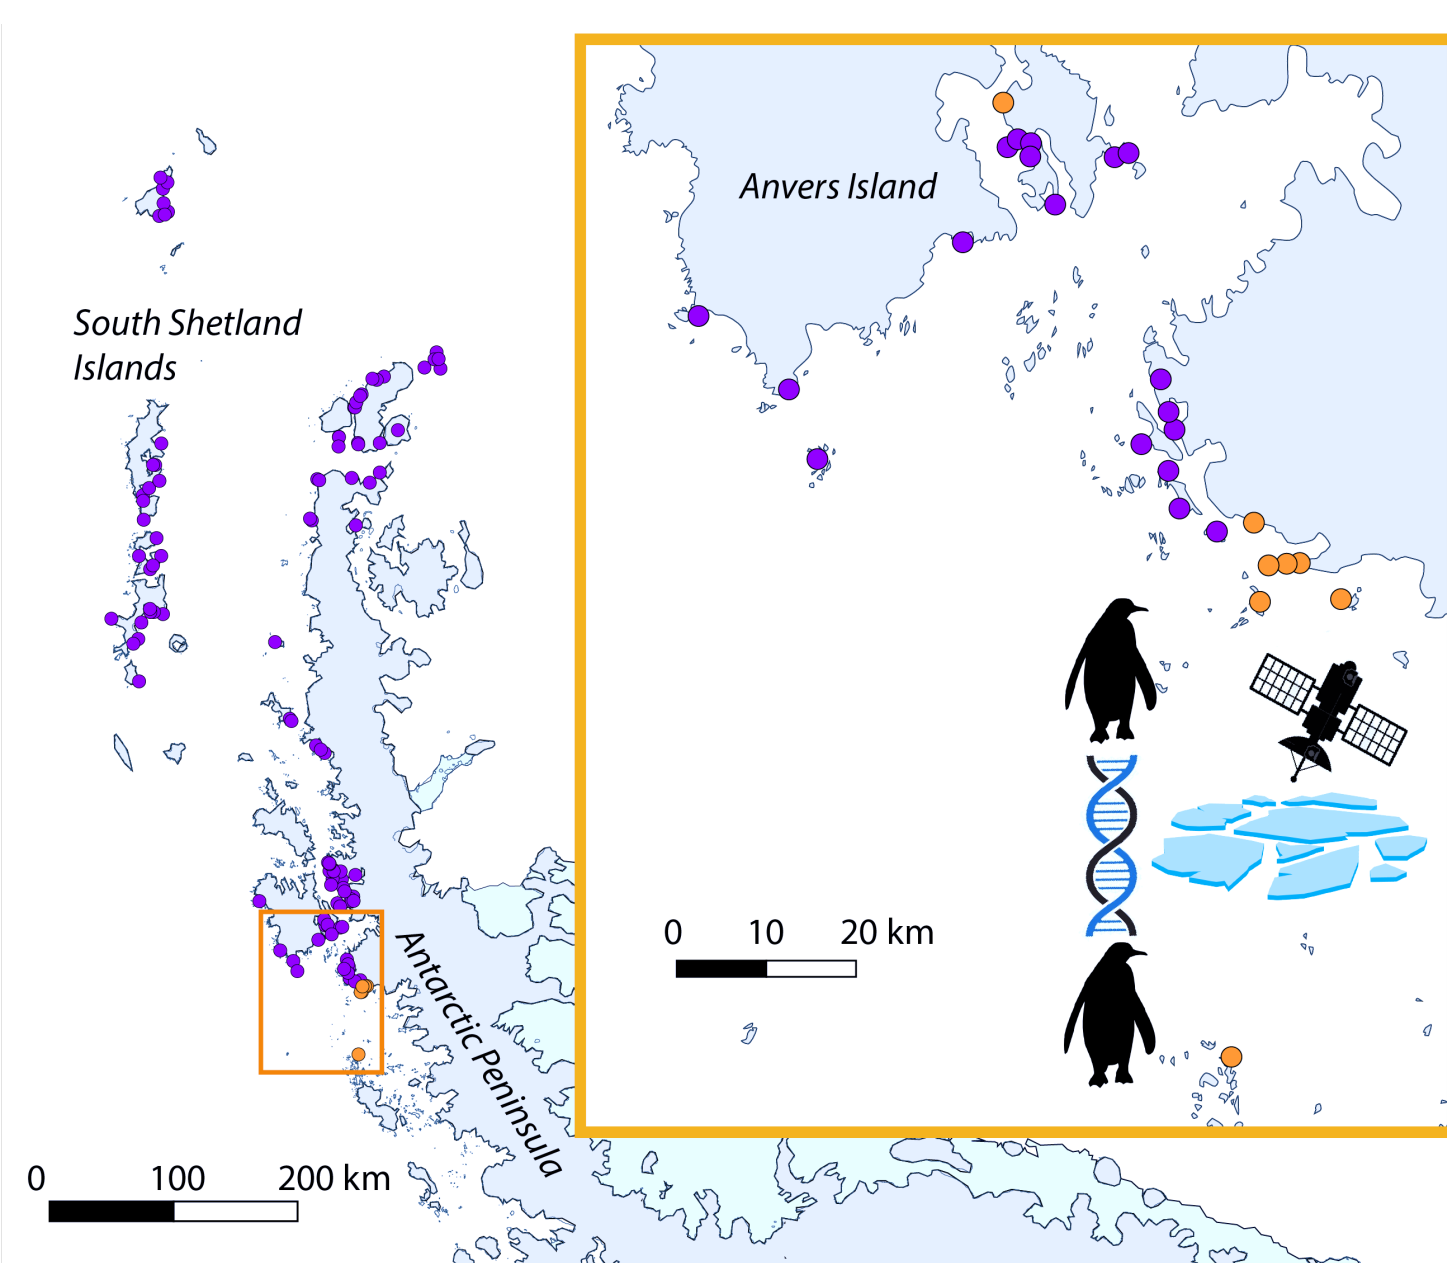 Anvers Island
South Shetland
Islands
0 10 20 km
Antarctic Peninsula
0 100 200 km